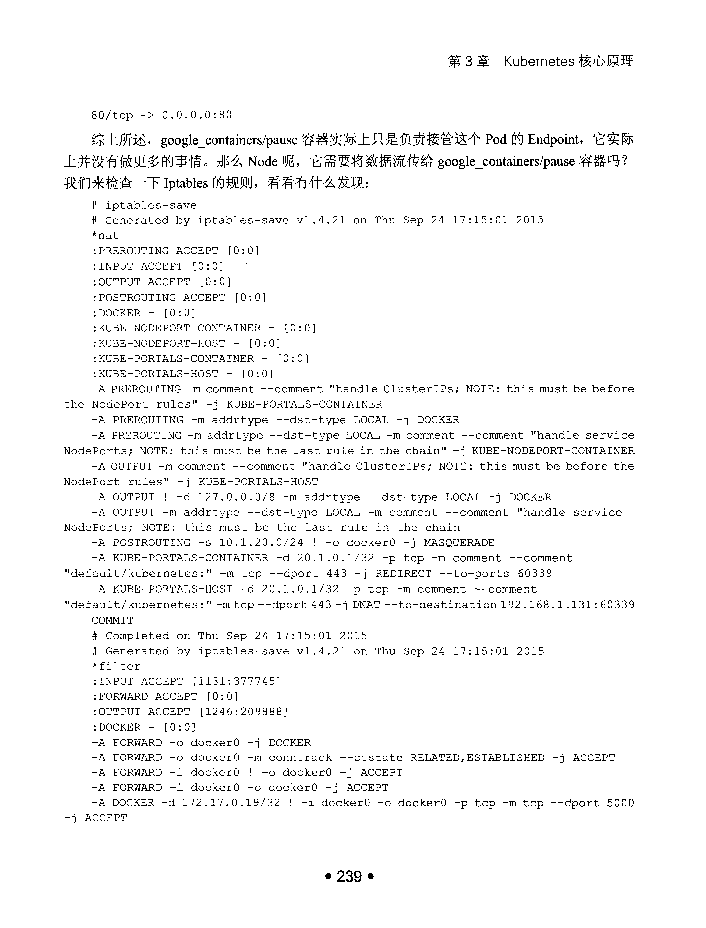 第 3 章 Kubernetes 核心原理
80/tcp -> 0.0.0.0:80
综上所述，google_containers/pause 容器实际上只是负责接管这个 Pod 的 Endpoint，它实际
上并没有做更多的事情。那么 Node 呢，它需要将数据流传给 google_containers/pause 容器吗？
我们来检查一下 Iptables 的规则，看看有什么发现：
# iptables-save
# Generated by iptables-save v1.4.21 on Thu Sep 24 17:15:01 2015
*nat
:PREROUTING ACCEPT [0:0]
:INPUT ACCEPT [0:0]
:OUTPUT ACCEPT [0:0]
:POSTROUTING ACCEPT [0:0]
:DOCKER - [0:0]
:KUBE-NODEPORT-CONTAINER - [0:0]
:KUBE-NODEPORT-HOST - [0:0]
:KUBE-PORTALS-CONTAINER - [0:0]
:KUBE-PORTALS-HOST - [0:0]
-A PREROUTING -m comment --comment "handle ClusterIPs; NOTE: this must be before
the NodePort rules" -j KUBE-PORTALS-CONTAINER
-A PREROUTING -m addrtype --dst-type LOCAL -j DOCKER
-A PREROUTING -m addrtype --dst-type LOCAL -m comment --comment "handle service
NodePorts; NOTE: this must be the last rule in the chain" -j KUBE-NODEPORT-CONTAINER
-A OUTPUT -m comment --comment "handle ClusterIPs; NOTE: this must be before the
NodePort rules" -j KUBE-PORTALS-HOST
-A OUTPUT ! -d 127.0.0.0/8 -m addrtype --dst-type LOCAL -j DOCKER
-A OUTPUT -m addrtype --dst-type LOCAL -m comment --comment "handle service
NodePorts; NOTE: this must be the last rule in the chain
-A POSTROUTING -s 10.1.20.0/24 ! -o docker0 -j MASQUERADE
-A KUBE-PORTALS-CONTAINER -d 20.1.0.1/32 -p tcp -m comment --comment
"default/kubernetes:" -m tcp --dport 443 -j REDIRECT --to-ports 60339
-A KUBE-PORTALS-HOST -d 20.1.0.1/32 -p tcp -m comment --comment
"default/kubernetes:" -m tcp --dport 443 -j DNAT --to-destination 192.168.1.131:60339
COMMIT
# Completed on Thu Sep 24 17:15:01 2015
# Generated by iptables-save v1.4.21 on Thu Sep 24 17:15:01 2015
*filter
:INPUT ACCEPT [1131:377745]
:FORWARD ACCEPT [0:0]
:OUTPUT ACCEPT [1246:209888]
:DOCKER - [0:0]
-A FORWARD -o docker0 -j DOCKER
-A FORWARD -o docker0 -m conntrack --ctstate RELATED,ESTABLISHED -j ACCEPT
-A FORWARD -i docker0 ! -o docker0 -j ACCEPT
-A FORWARD -i docker0 -o docker0 -j ACCEPT
-A DOCKER -d 172.17.0.19/32 ! -i docker0 -o docker0 -p tcp -m tcp --dport 5000
-j ACCEPT
• 239 •